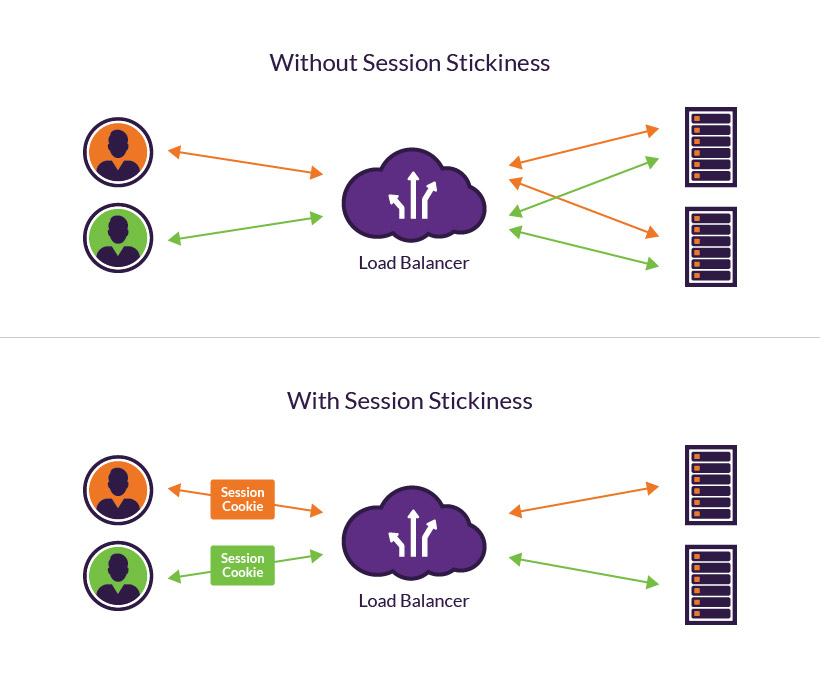 Without Session Stickiness
Load Balancer
With Session Stickiness
Session
Cookie
Session
Cookie
Load Balancer